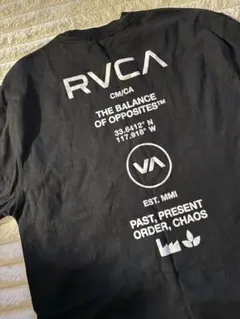 RVCA
CM/CA
THE BALANCE
OF OPPOSITES™
33.6412° N
117.918° W
VA
EST. MMI
PAST, PRESENT
ORDER, CHAOS